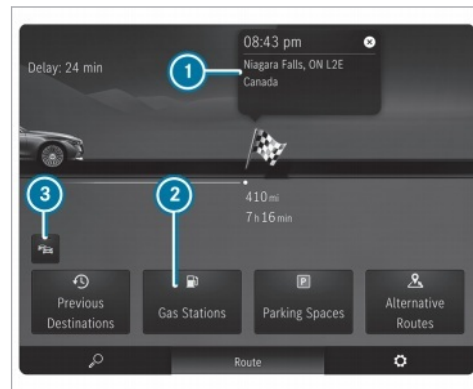 08:43 pm
Delay: 24 min
1
Niagara Falls, ON L2E
Canada
3
2
410 mi
7 h 16 min
P
Previous
Destinations
Gas Stations
Parking Spaces
Alternative
Routes
Route